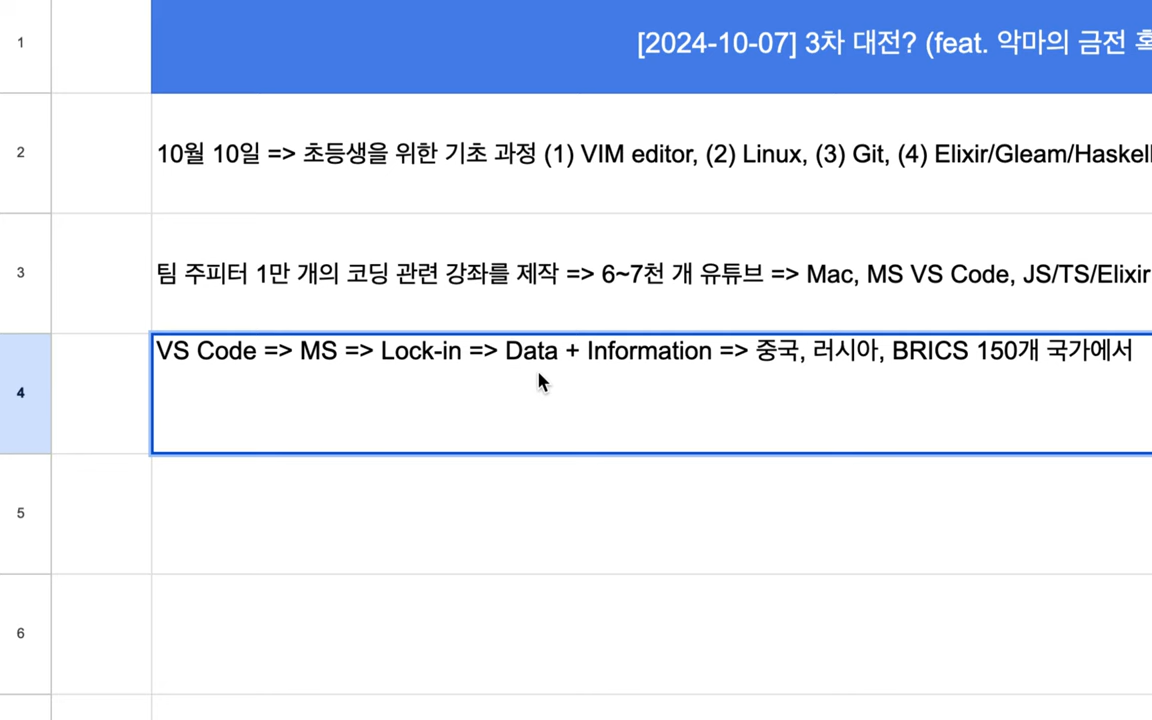 1
[2024-10-07] 3차 대전? (feat. 악마의 금전
2
10월 10일 => 초등생을 위한 기초 과정 (1) VIM editor, (2) Linux, (3) Git, (4) Elixir/Gleam/Haskell
3
팀 주피터 1만 개의 코딩 관련 강좌를 제작 => 6~7천 개 유튜브 => Mac, MS VS Code, JS/TS/Elixir
4
VS Code => MS => Lock-in => Data + Information => 중국, 러시아, BRICS 150개 국가에서
5
6